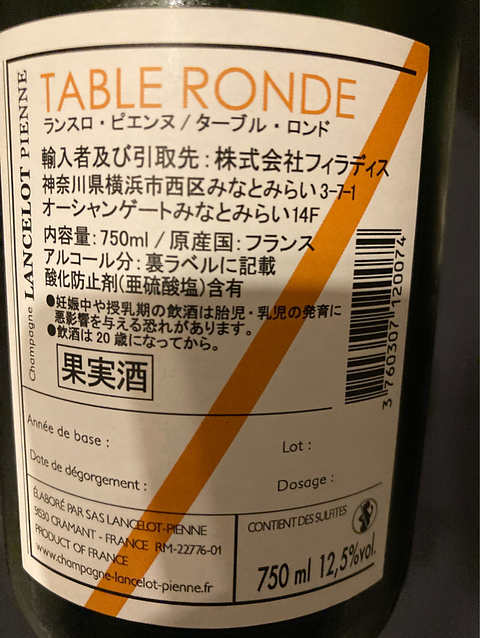 TABLE RONDE
ランスロ・ピエンヌ / ターブル・ロンド
Champagne LANCELOT PIENNE
輸入者及び引取先:株式会社フィラディス
神奈川県横浜市西区みなとみらい3-7-1
オーシャンゲートみなとみらい14F
内容量:750ml / 原産国:フランス
アルコール分:裏ラベルに記載
酸化防止剤(亜硫酸塩)含有
●妊娠中や授乳期の飲酒は胎児・乳児の発育に
悪影響を与える恐れがあります。
●飲酒は20歳になってから。
果実酒
3 760307 120074
Année de base :
Lot :
Date de dégorgement :
Dosage :
ÉLABORÉ PAR SAS LANCELOT-PIENNE
51530 CRAMANT - FRANCE RM-22776-01
PRODUCT OF FRANCE
www.champagne-lancelot-pienne.fr
CONTIENT DES SULFITES
750 ml 12,5%vol.